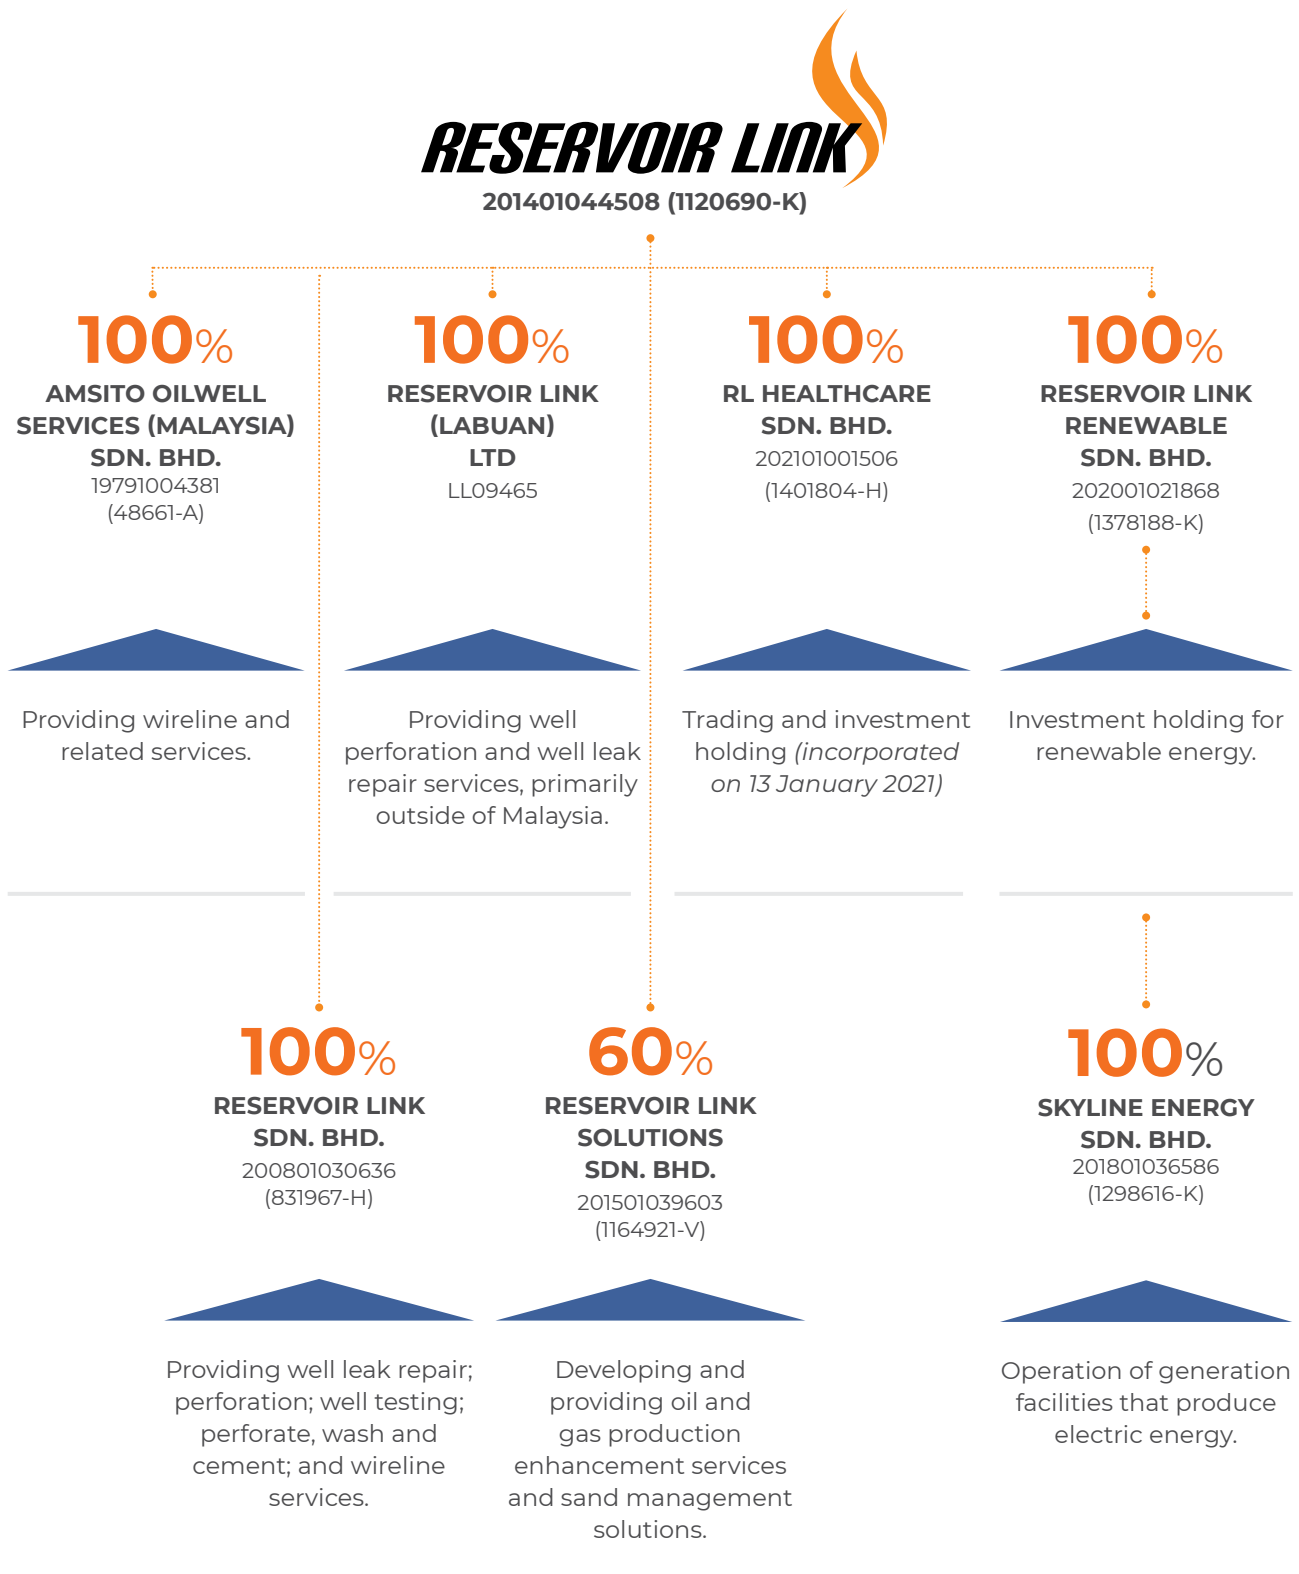 RESERVOIR LINK
201401044508 (1120690-K)
100%
AMSITO OILWELL
SERVICES (MALAYSIA)
SDN. BHD.
19791004381
(48661-A)
Providing wireline and
related services.
100%
RESERVOIR LINK
(LABUAN)
LTD
LL09465
Providing well
perforation and well leak
repair services, primarily
outside of Malaysia.
100%
RL HEALTHCARE
SDN. BHD.
202101001506
(1401804-H)
Trading and investment
holding (incorporated
on 13 January 2021)
100%
RESERVOIR LINK
RENEWABLE
SDN. BHD.
202001021868
(1378188-K)
Investment holding for
renewable energy.
100%
RESERVOIR LINK
SDN. BHD.
200801030636
(831967-H)
Providing well leak repair;
perforation; well testing;
perforate, wash and
cement; and wireline
services.
60%
RESERVOIR LINK
SOLUTIONS
SDN. BHD.
201501039603
(1164921-V)
Developing and
providing oil and
gas production
enhancement services
and sand management
solutions.
100%
SKYLINE ENERGY
SDN. BHD.
201801036586
(1298616-K)
Operation of generation
facilities that produce
electric energy.